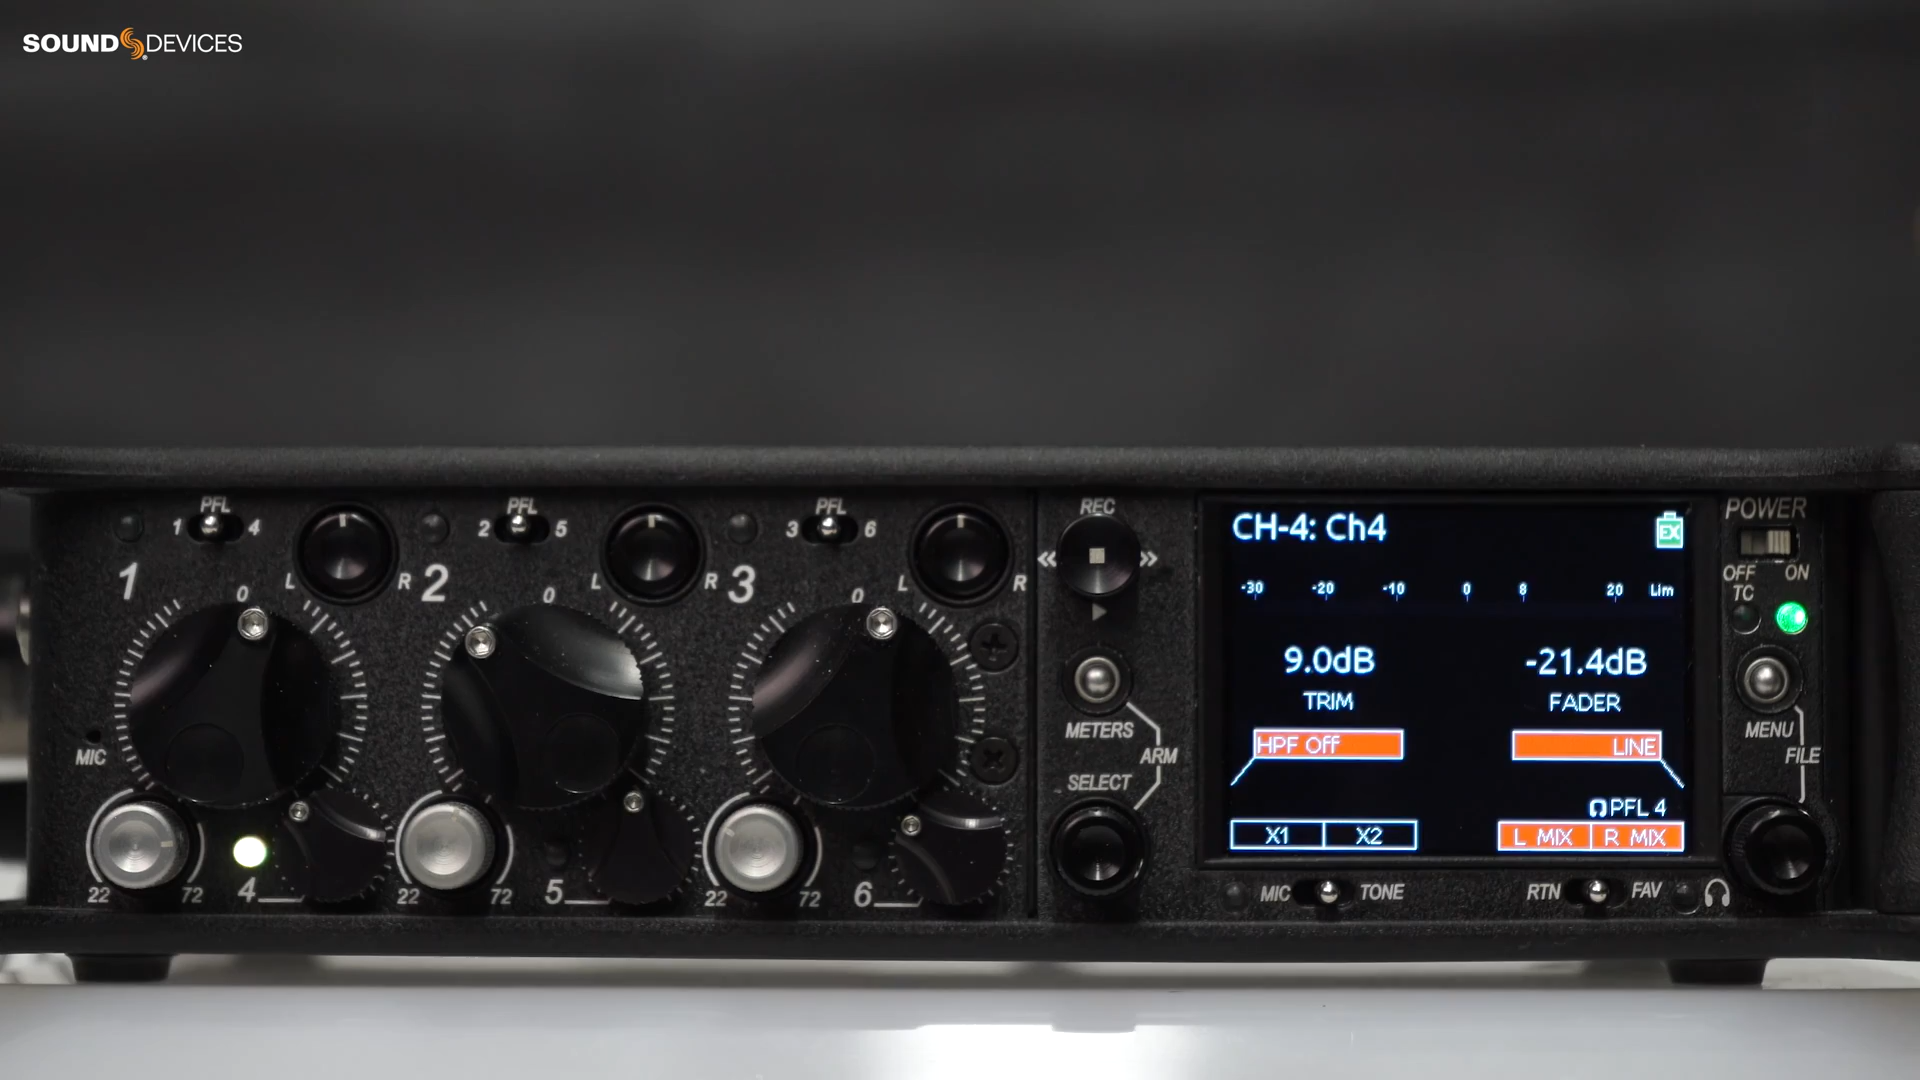 SOUND DEVICES
PFL
1 4
PFL
2 5
PFL
3 6
REC
POWER
OFF ON
TC
L R
L R
L R
1
2
3
0
0
0
CH-4: Ch4
EX
-30 -20 -10 0 8 20 Lim
9.0dB
TRIM
-21.4dB
FADER
HPF Off
LINE
PFL 4
X1 X2
L MIX R MIX
METERS
ARM
SELECT
MENU
FILE
MIC
22 72
4
22 72
5
22 72
6
MIC TONE
RTN FAV